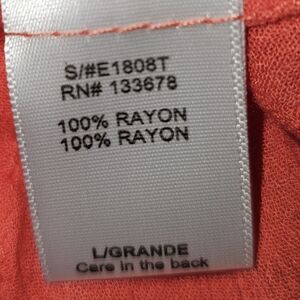 S/#E1808T
RN# 133678
100% RAYON
100% RAYON
L/GRANDE
Care in the back